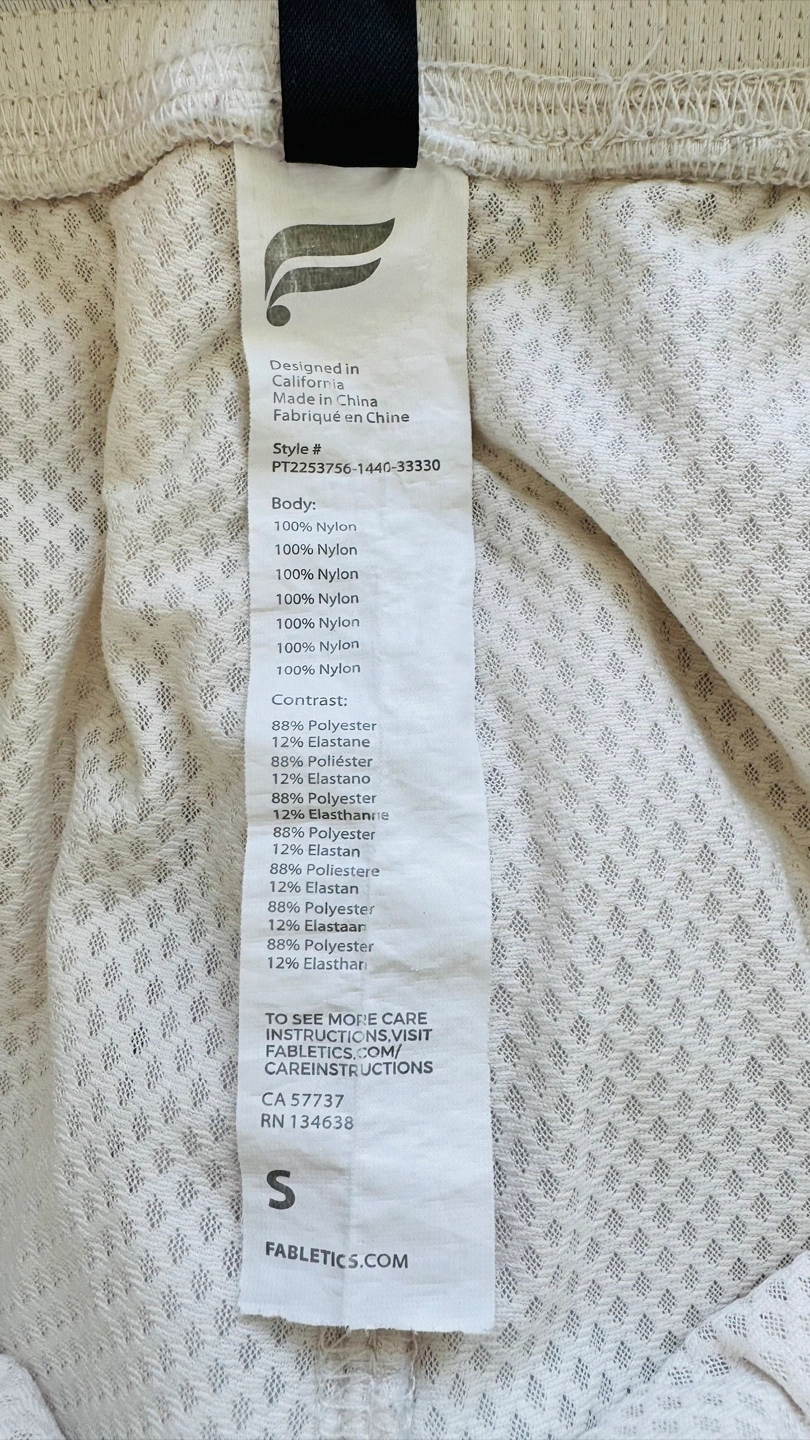 Designed in
California
Made in China
Fabriqué en Chine
Style #
PT2253756-1440-33330
Body:
100% Nylon
100% Nylon
100% Nylon
100% Nylon
100% Nylon
100% Nylon
100% Nylon
Contrast:
88% Polyester
12% Elastane
88% Poliéster
12% Elastano
88% Polyester
12% Elasthanne
88% Polyester
12% Elastan
88% Poliestere
12% Elastan
88% Polyester
12% Elastaan
88% Polyester
12% Elasthan
TO SEE MORE CARE
INSTRUCTIONS,VISIT
FABLETICS.COM/
CAREINSTRUCTIONS
CA 57737
RN 134638
S
FABLETICS.COM